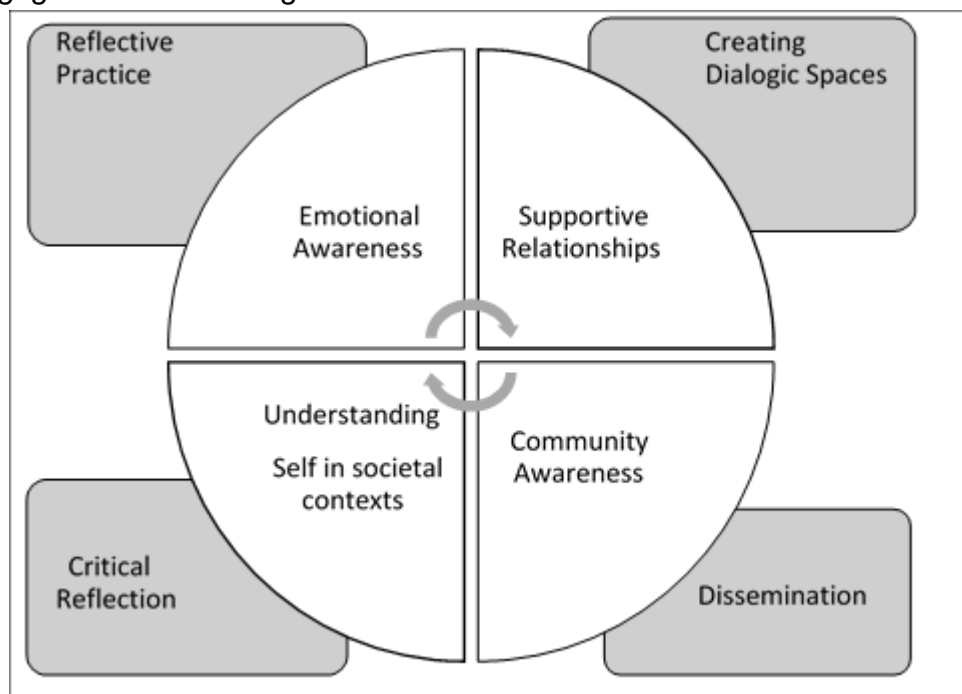 Reflective
Practice
Creating
Dialogic Spaces
Emotional
Awareness
Supportive
Relationships
Understanding
Self in societal
contexts
Community
Awareness
Critical
Reflection
Dissemination